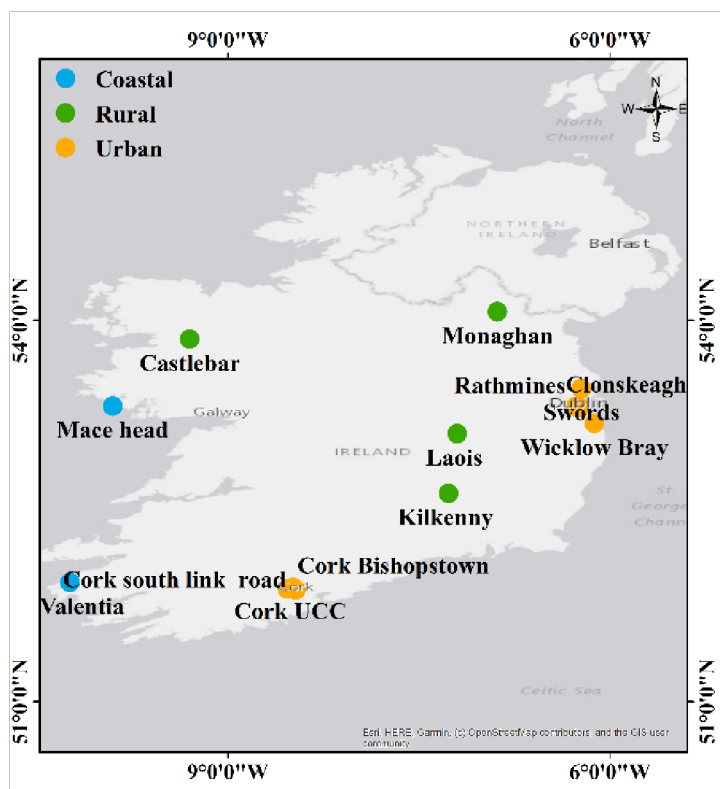 9°0'0"W
6°0'0"W
Coastal
Rural
Urban
N
W E
S
North
Channel
NORTHERN
IRELAND
Belfast
54°0'0"N
54°0'0"N
Monaghan
Castlebar
Rathmines
Clonskeagh
Dublin
Mace head
Galway
Swords
Wicklow Bray
IRELAND
Laois
St.
George
Chann
Kilkenny
Cork Bishopstown
Cork south link road
Cork
Valentia
Cork UCC
51°0'0"N
51°0'0"N
Celtic Sea
Esri, HERE, Garmin, (c) OpenStreetMap contributors, and the GIS user
community
9°0'0"W
6°0'0"W